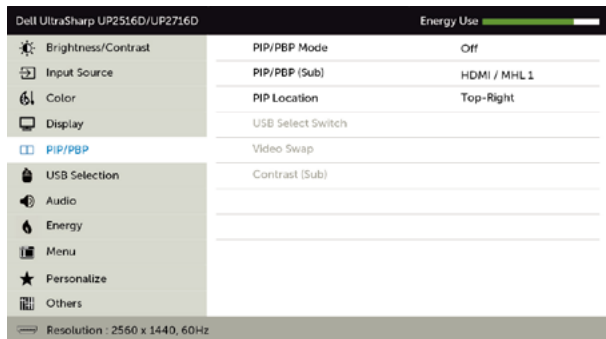 Dell UltraSharp UP2516D/UP2716D Energy Use
Brightness/Contrast PIP/PBP Mode Off
Input Source PIP/PBP (Sub) HDMI / MHL 1
Color PIP Location Top-Right
Display USB Select Switch
PIP/PBP Video Swap
USB Selection Contrast (Sub)
Audio
Energy
Menu
Personalize
Others
Resolution : 2560 x 1440, 60Hz